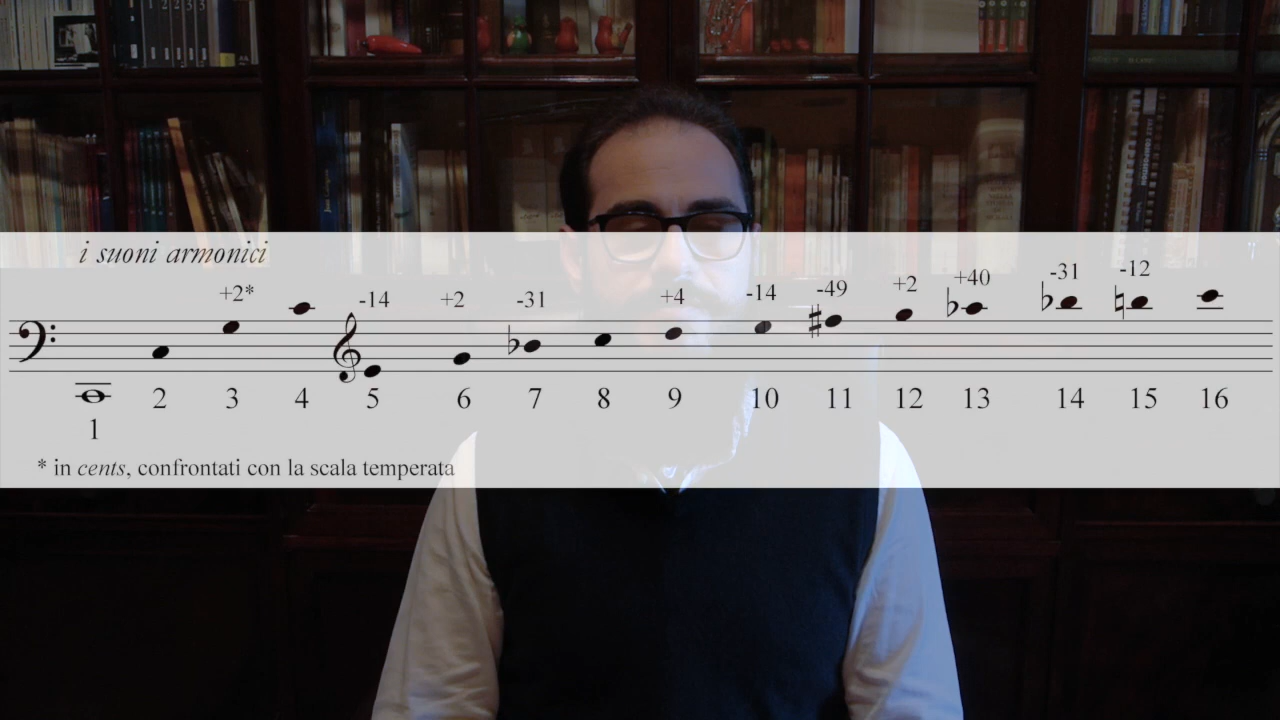 i suoni armonici
+2* -14 +2 -31 +4 -14 -49 +2 +40 -31 -12
1 2 3 4 5 6 7 8 9 10 11 12 13 14 15 16
* in cents, confrontati con la scala temperata